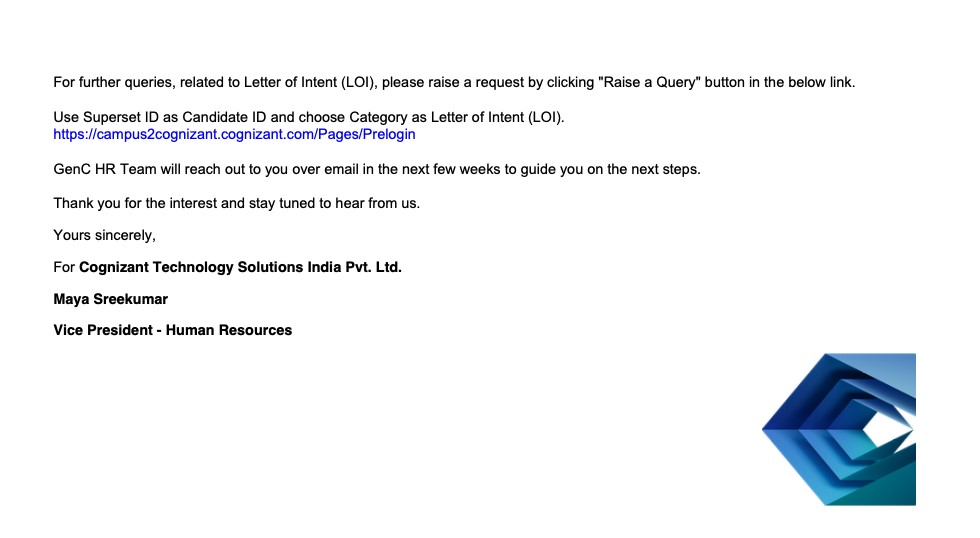 For further queries, related to Letter of Intent (LOI), please raise a request by clicking "Raise a Query" button in the below link.
Use Superset ID as Candidate ID and choose Category as Letter of Intent (LOI).
https://campus2cognizant.cognizant.com/Pages/Prelogin
GenC HR Team will reach out to you over email in the next few weeks to guide you on the next steps.
Thank you for the interest and stay tuned to hear from us.
Yours sincerely,
For Cognizant Technology Solutions India Pvt. Ltd.
Maya Sreekumar
Vice President - Human Resources